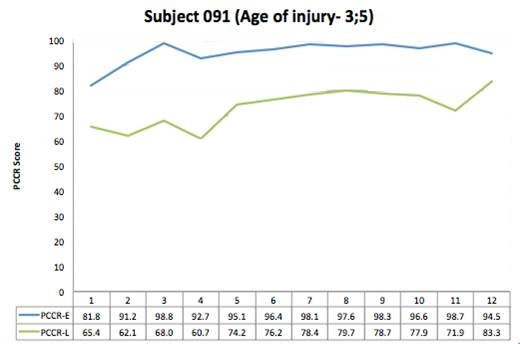 Subject 091 (Age of injury- 3;5)
PCCR Score
100
90
80
70
60
50
40
30
20
10
0
1 2 3 4 5 6 7 8 9 10 11 12
PCCR-E 81.8 91.2 98.8 92.7 95.1 96.4 98.1 97.6 98.3 96.6 98.7 94.5
PCCR-L 65.4 62.1 68.0 60.7 74.2 76.2 78.4 79.7 78.7 77.9 71.9 83.3